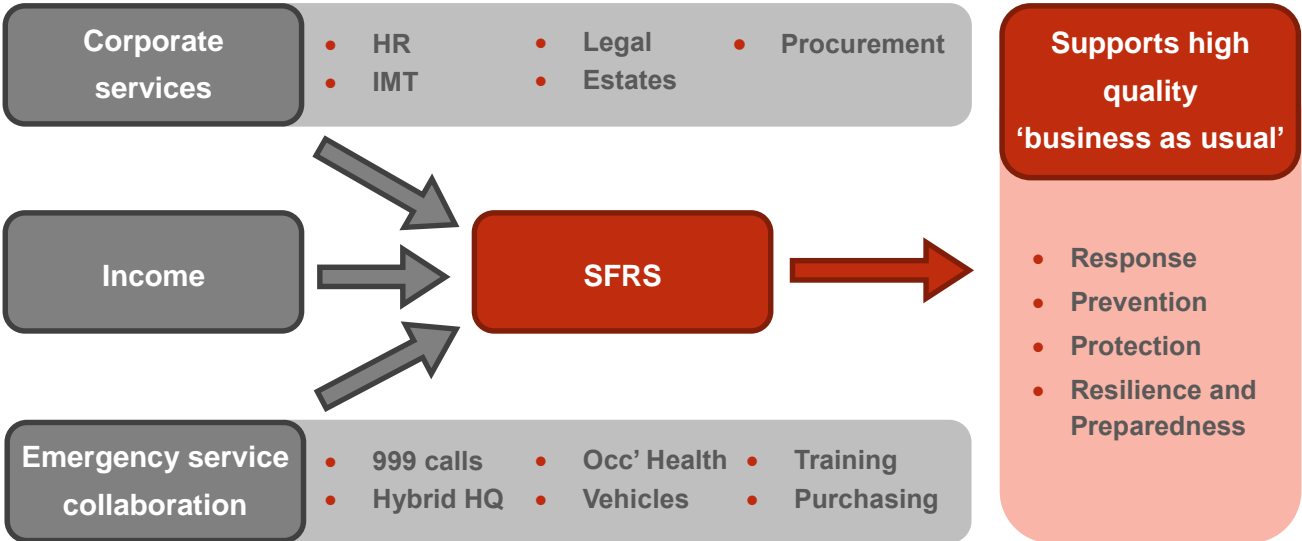 Corporate
services
• HR
• IMT
• Legal
• Estates
• Procurement
Income
SFRS
Emergency service
collaboration
• 999 calls
• Hybrid HQ
• Occ’ Health
• Vehicles
• Training
• Purchasing
Supports high
quality
‘business as usual’
• Response
• Prevention
• Protection
• Resilience and
Preparedness